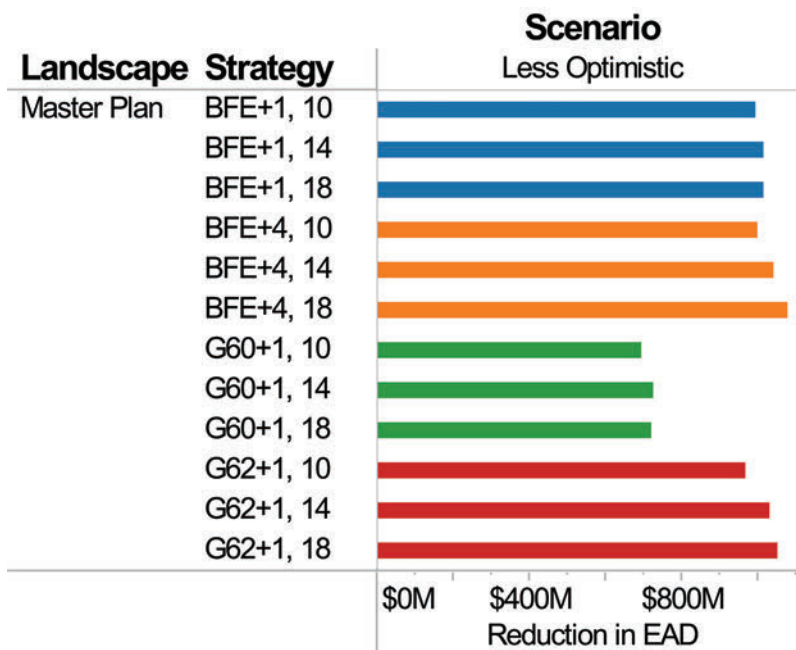 Scenario
Landscape Strategy Less Optimistic
Master Plan BFE+1, 10
BFE+1, 14
BFE+1, 18
BFE+4, 10
BFE+4, 14
BFE+4, 18
G60+1, 10
G60+1, 14
G60+1, 18
G62+1, 10
G62+1, 14
G62+1, 18
$0M $400M $800M
Reduction in EAD